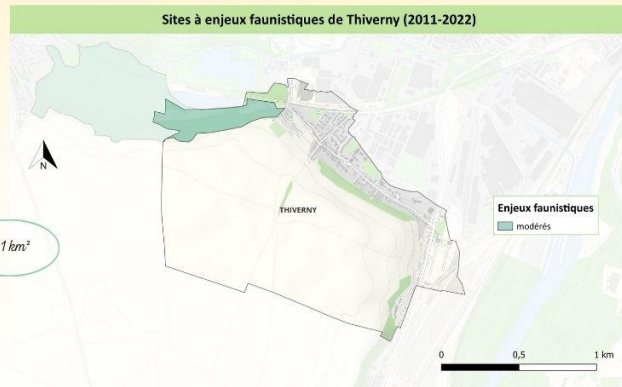 Sites à enjeux faunistiques de Thiverny (2011-2022)
N
THIVERNY
1 km²
Enjeux faunistiques
modérés
0 0,5 1 km